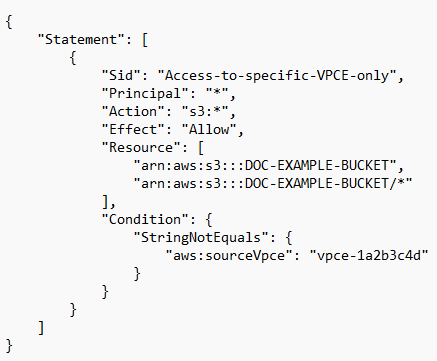 {
    "Statement": [
        {
            "Sid": "Access-to-specific-VPCE-only",
            "Principal": "*",
            "Action": "s3:*",
            "Effect": "Allow",
            "Resource": [
                "arn:aws:s3:::DOC-EXAMPLE-BUCKET",
                "arn:aws:s3:::DOC-EXAMPLE-BUCKET/*"
            ],
            "Condition": {
                "StringNotEquals": {
                    "aws:sourceVpce": "vpce-1a2b3c4d"
                }
            }
        }
    ]
}